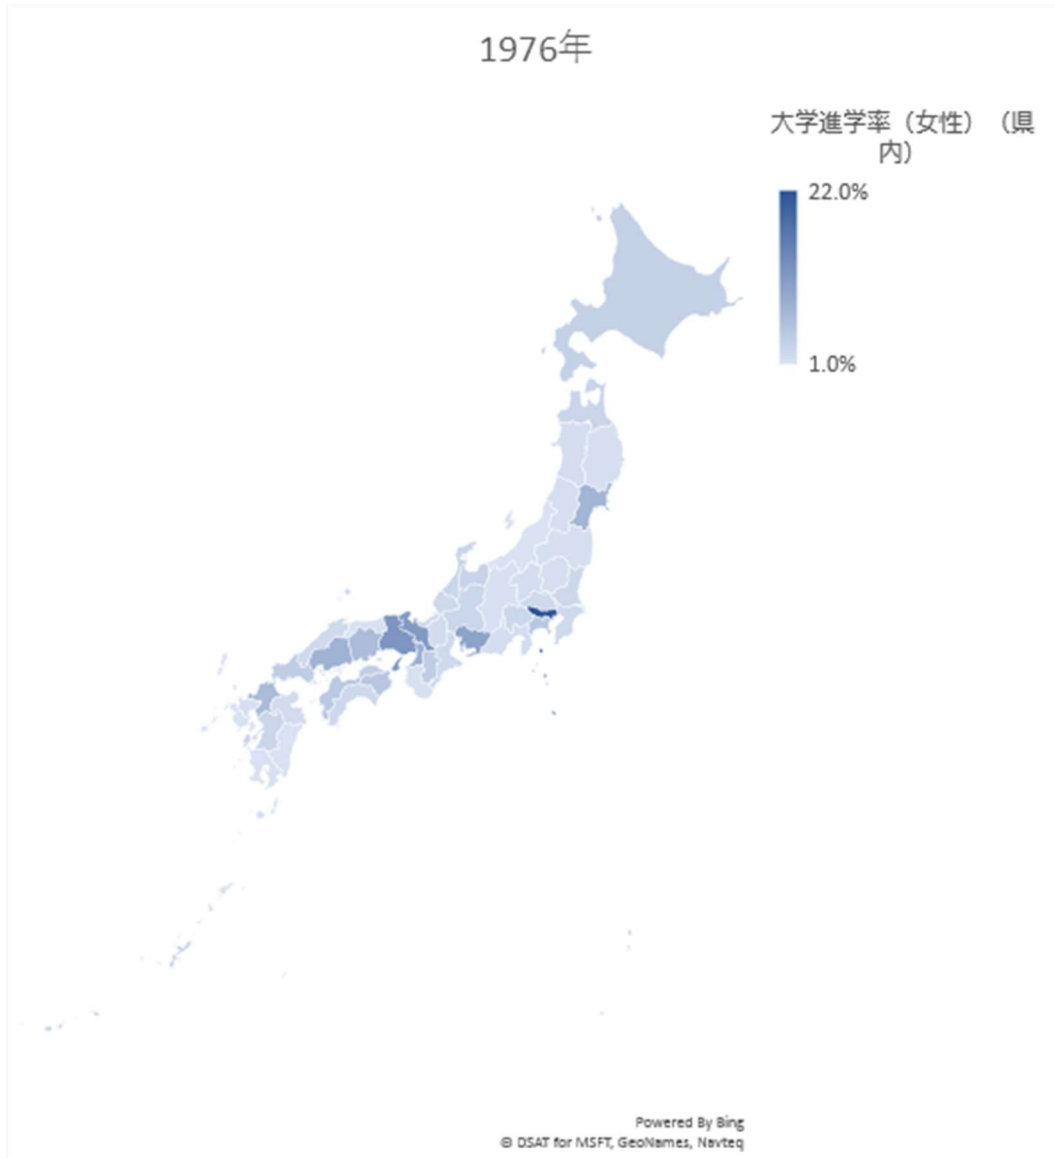 1976年
大学進学率（女性）（県
内）
22.0%
1.0%
Powered By Bing
© DSAT for MSFT, GeoNames, Navteq